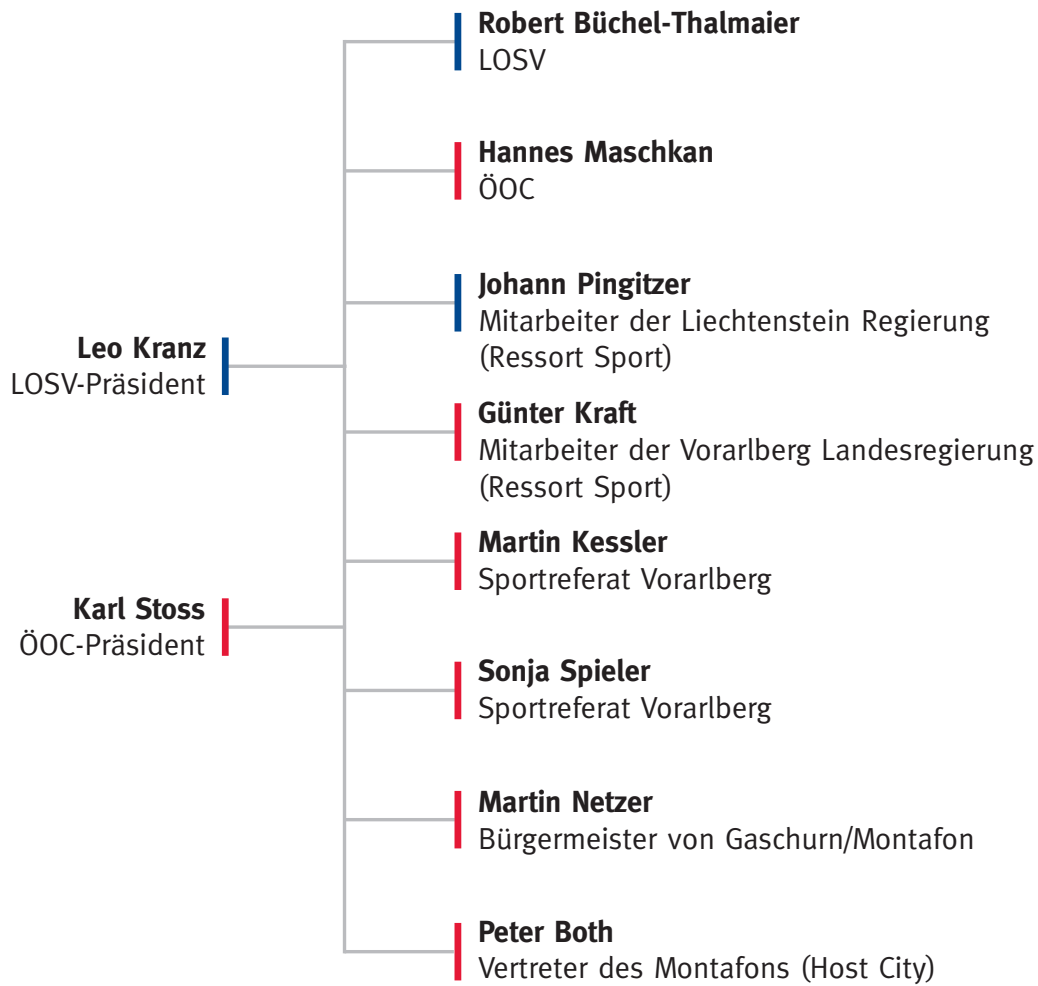 Leo Kranz
LOSV-Präsident
Karl Stoss
ÖOC-Präsident
Robert Büchel-Thalmaier
LOSV
Hannes Maschkan
ÖOC
Johann Pingitzer
Mitarbeiter der Liechtenstein Regierung
(Ressort Sport)
Günter Kraft
Mitarbeiter der Vorarlberg Landesregierung
(Ressort Sport)
Martin Kessler
Sportreferat Vorarlberg
Sonja Spieler
Sportreferat Vorarlberg
Martin Netzer
Bürgermeister von Gaschurn/Montafon
Peter Both
Vertreter des Montafons (Host City)